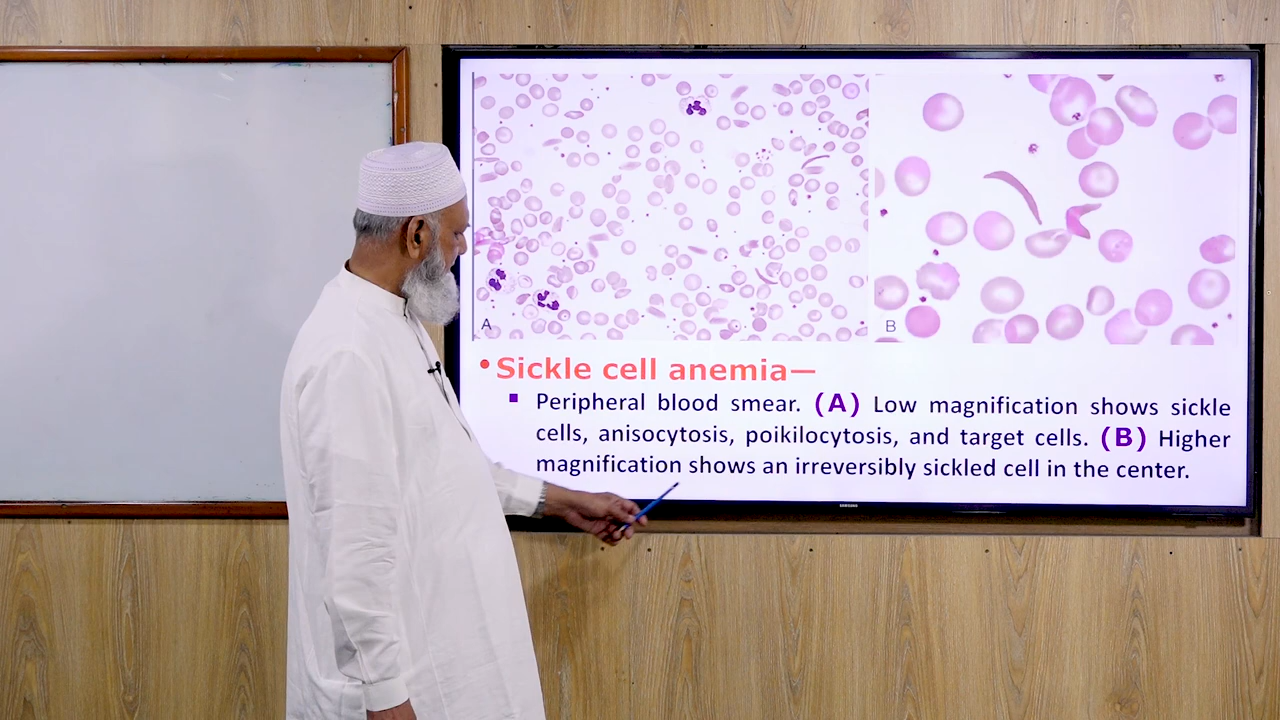 A
B
•Sickle cell anemia—
▪ Peripheral blood smear. (A) Low magnification shows sickle
cells, anisocytosis, poikilocytosis, and target cells. (B) Higher
magnification shows an irreversibly sickled cell in the center.
SAMSUNG